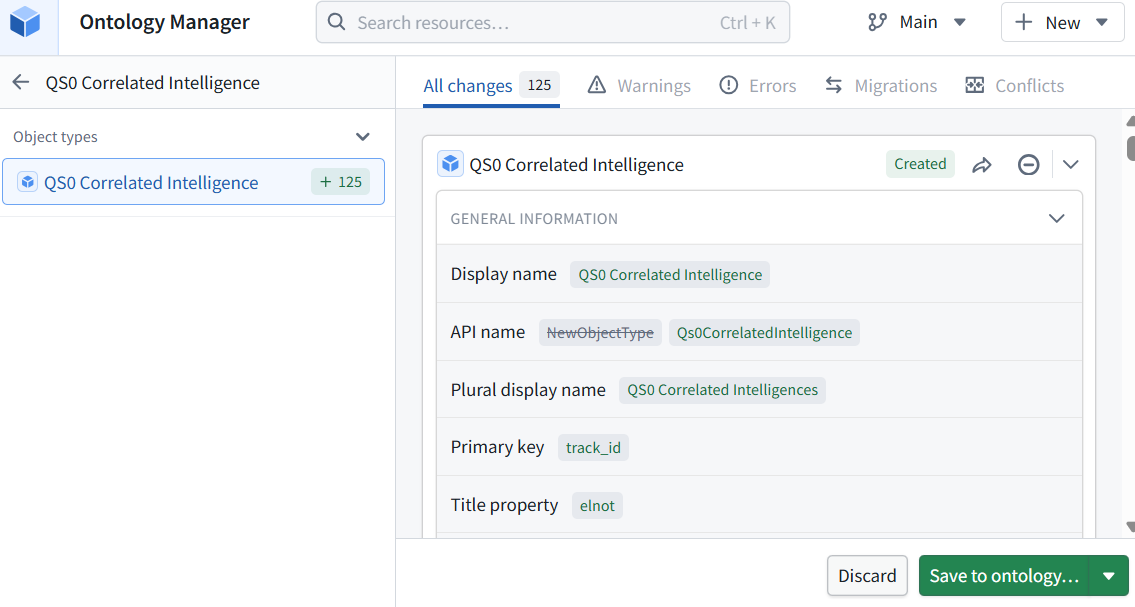 Ontology Manager
Search resources…
Ctrl + K
Main
New
QS0 Correlated Intelligence
All changes 125
Warnings
Errors
Migrations
Conflicts
Object types
QS0 Correlated Intelligence + 125
QS0 Correlated Intelligence
Created
GENERAL INFORMATION
Display name QS0 Correlated Intelligence
API name NewObjectType Qs0CorrelatedIntelligence
Plural display name QS0 Correlated Intelligences
Primary key track_id
Title property elnot
Discard
Save to ontology…